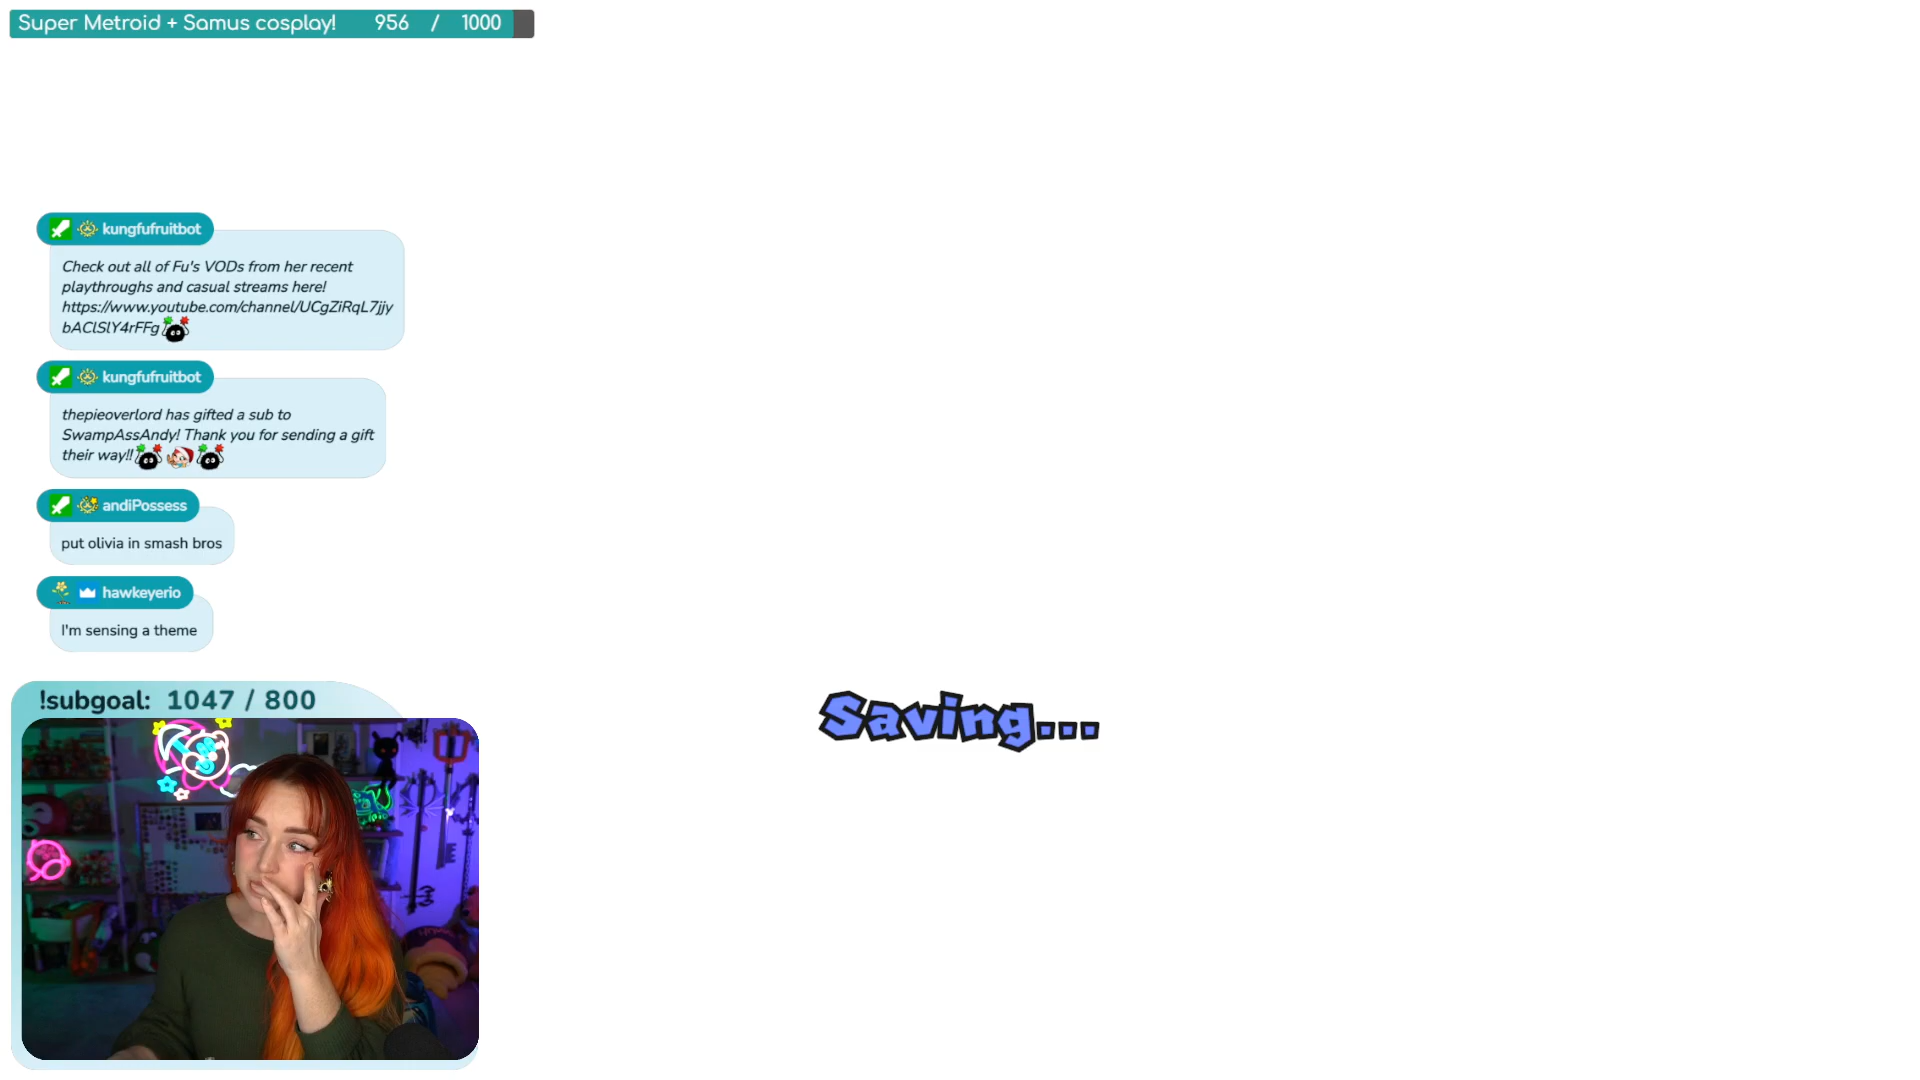 Super Metroid + Samus cosplay! 956 / 1000
kungfufruitbot
Check out all of Fu's VODs from her recent
playthroughs and casual streams here!
https://www.youtube.com/channel/UCgZiRqL7jjy
bAClSlY4rFFg
kungfufruitbot
thepieoverlord has gifted a sub to
SwampAssAndy! Thank you for sending a gift
their way!!
andiPossess
put olivia in smash bros
hawkeyerio
I'm sensing a theme
!subgoal: 1047 / 800
Saving...